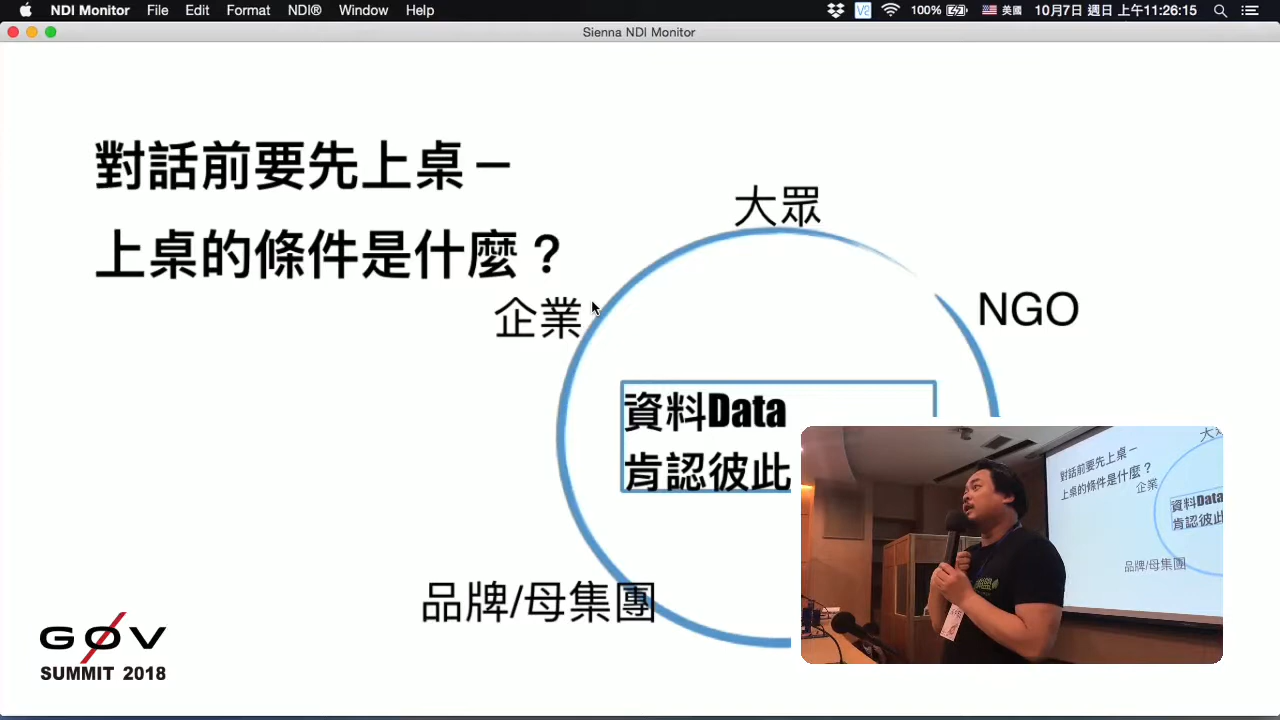 NDI Monitor File Edit Format NDI® Window Help 100% 美國 10月7日 週日 上午11:26:15
Sienna NDI Monitor
對話前要先上桌－
上桌的條件是什麼？
大眾
企業
NGO
資料Data
肯認彼此
品牌/母集團
GØV
SUMMIT 2018
對話前要先上桌－
上桌的條件是什麼？
企業
資料Data
肯認彼此
品牌/母集團